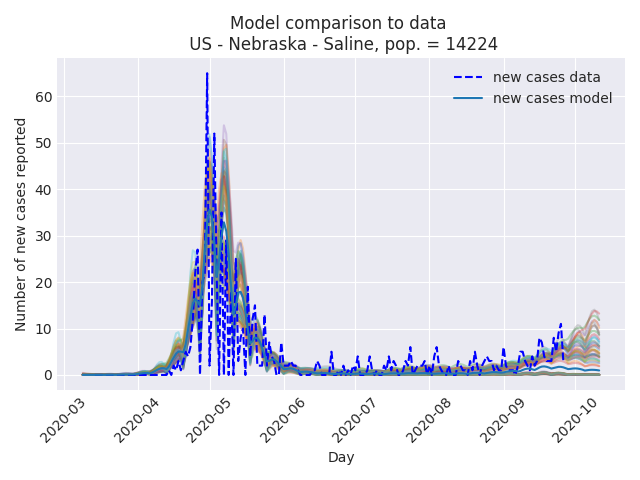 Model comparison to data
US - Nebraska - Saline, pop. = 14224
new cases data
new cases model
Number of new cases reported
60
50
40
30
20
10
0
2020-03
2020-04
2020-05
2020-06
2020-07
2020-08
2020-09
2020-10
Day